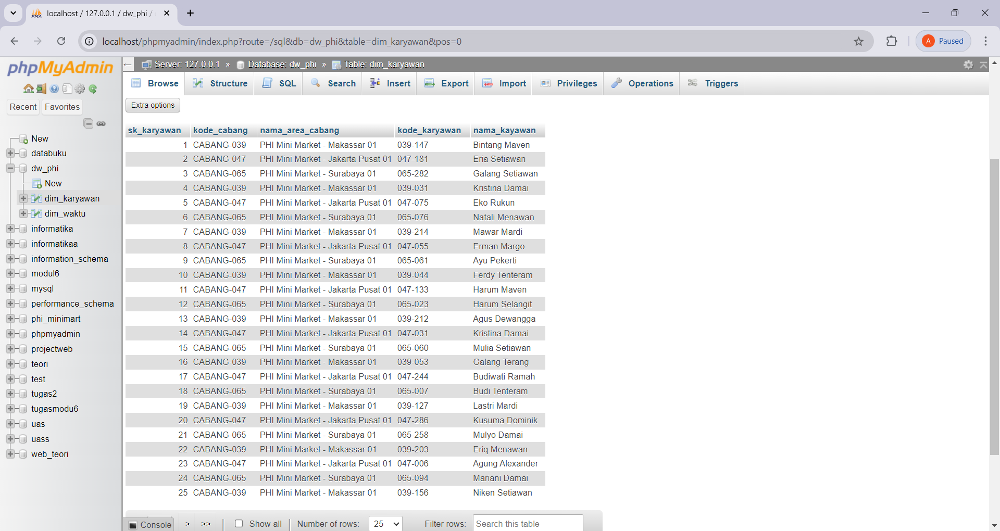 localhost / 127.0.0.1 / dw_phi /
localhost/phpmyadmin/index.php?route=/sql&db=dw_phi&table=dim_karyawan&pos=0
A Paused
phpMyAdmin
Server: 127.0.0.1 » Database: dw_phi » Table: dim_karyawan
Browse Structure SQL Search Insert Export Import Privileges Operations Triggers
Recent Favorites
New
databuku
dw_phi
New
dim_karyawan
dim_waktu
informatika
informatikaa
information_schema
modul6
mysql
performance_schema
phi_minimart
phpmyadmin
projectweb
teori
test
tugas2
tugasmodu6
uas
uass
web_teori
Extra options
sk_karyawan kode_cabang nama_area_cabang kode_karyawan nama_kayawan
1 CABANG-039 PHI Mini Market - Makassar 01 039-147 Bintang Maven
2 CABANG-047 PHI Mini Market - Jakarta Pusat 01 047-181 Eria Setiawan
3 CABANG-065 PHI Mini Market - Surabaya 01 065-282 Galang Setiawan
4 CABANG-039 PHI Mini Market - Makassar 01 039-031 Kristina Damai
5 CABANG-047 PHI Mini Market - Jakarta Pusat 01 047-075 Eko Rukun
6 CABANG-065 PHI Mini Market - Surabaya 01 065-076 Natali Menawan
7 CABANG-039 PHI Mini Market - Makassar 01 039-214 Mawar Mardi
8 CABANG-047 PHI Mini Market - Jakarta Pusat 01 047-055 Erman Margo
9 CABANG-065 PHI Mini Market - Surabaya 01 065-061 Ayu Pekerti
10 CABANG-039 PHI Mini Market - Makassar 01 039-044 Ferdy Tenteram
11 CABANG-047 PHI Mini Market - Jakarta Pusat 01 047-133 Harum Maven
12 CABANG-065 PHI Mini Market - Surabaya 01 065-023 Harum Selangit
13 CABANG-039 PHI Mini Market - Makassar 01 039-212 Agus Dewangga
14 CABANG-047 PHI Mini Market - Jakarta Pusat 01 047-031 Kristina Damai
15 CABANG-065 PHI Mini Market - Surabaya 01 065-060 Mulia Setiawan
16 CABANG-039 PHI Mini Market - Makassar 01 039-053 Galang Terang
17 CABANG-047 PHI Mini Market - Jakarta Pusat 01 047-244 Budiwati Ramah
18 CABANG-065 PHI Mini Market - Surabaya 01 065-007 Budi Tenteram
19 CABANG-039 PHI Mini Market - Makassar 01 039-127 Lastri Mardi
20 CABANG-047 PHI Mini Market - Jakarta Pusat 01 047-286 Kusuma Dominik
21 CABANG-065 PHI Mini Market - Surabaya 01 065-258 Mulyo Damai
22 CABANG-039 PHI Mini Market - Makassar 01 039-203 Eriq Menawan
23 CABANG-047 PHI Mini Market - Jakarta Pusat 01 047-006 Agung Alexander
24 CABANG-065 PHI Mini Market - Surabaya 01 065-094 Mariani Damai
25 CABANG-039 PHI Mini Market - Makassar 01 039-156 Niken Setiawan
Console > >> Show all Number of rows: 25 Filter rows: Search this table